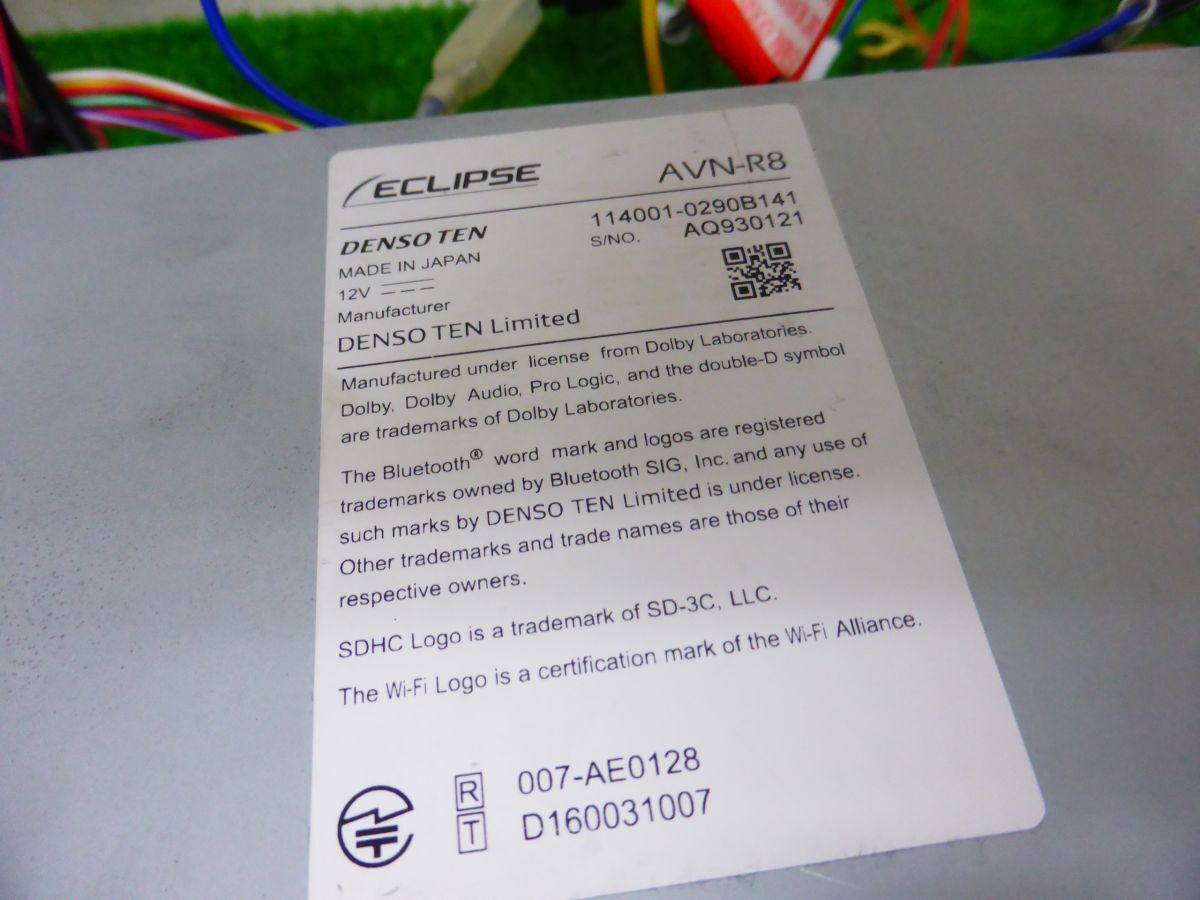 ECLIPSE AVN-R8
DENSO TEN 114001-0290B141
MADE IN JAPAN S/NO. AQ930121
12V
Manufacturer
DENSO TEN Limited
Manufactured under license from Dolby Laboratories.
Dolby, Dolby Audio, Pro Logic, and the double-D symbol
are trademarks of Dolby Laboratories.
The Bluetooth® word mark and logos are registered
trademarks owned by Bluetooth SIG, Inc. and any use of
such marks by DENSO TEN Limited is under license.
Other trademarks and trade names are those of their
respective owners.
SDHC Logo is a trademark of SD-3C, LLC.
The Wi-Fi Logo is a certification mark of the Wi-Fi Alliance.
R 007-AE0128
T D160031007